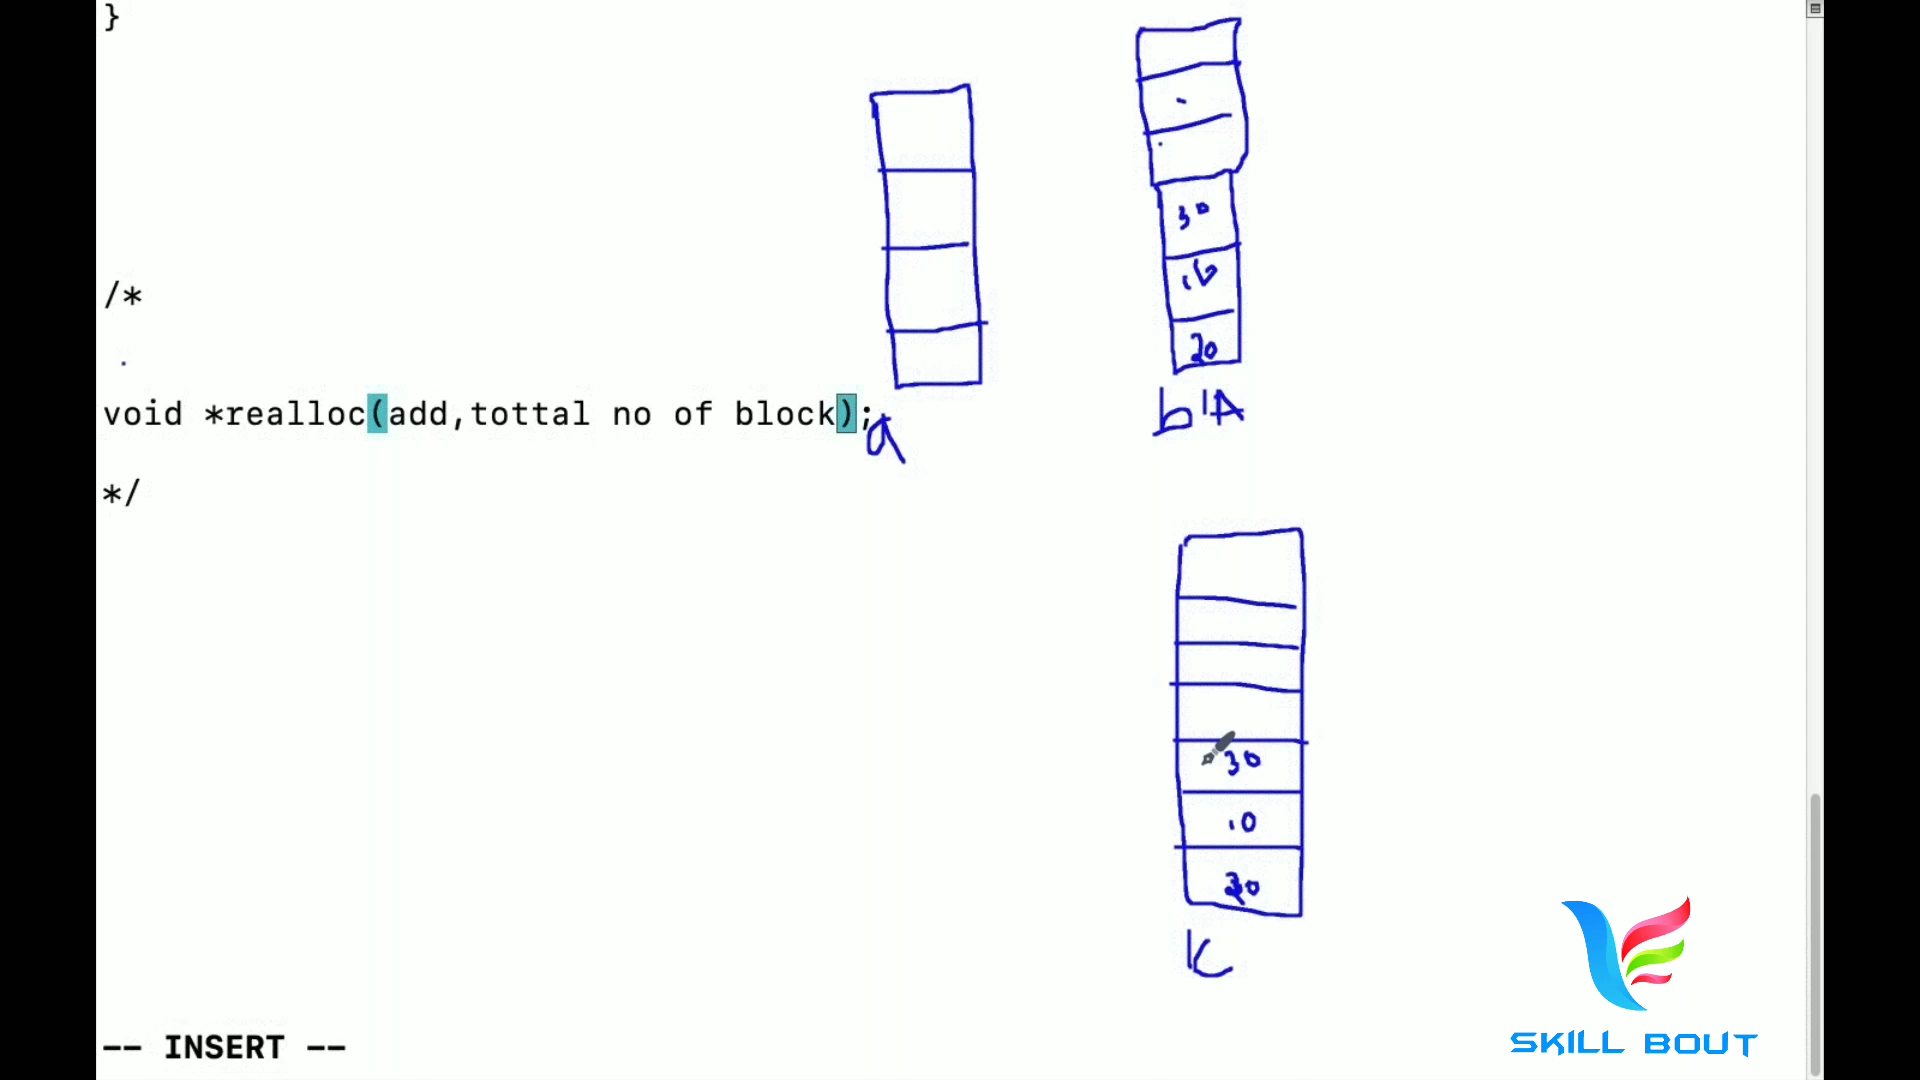 }
30
10
20
/*
.
void *realloc(add,tottal no of block);
a
b'A
*/
30
10
20
K
-- INSERT --
SKILL BOUT